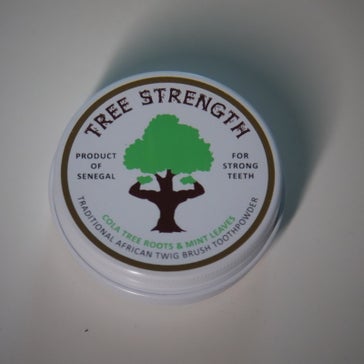 TREE STRENGTH
PRODUCT
OF
SENEGAL
FOR
STRONG
TEETH
COLA TREE ROOTS & MINT LEAVES
TRADITIONAL AFRICAN TWIG BRUSH TOOTHPOWDER